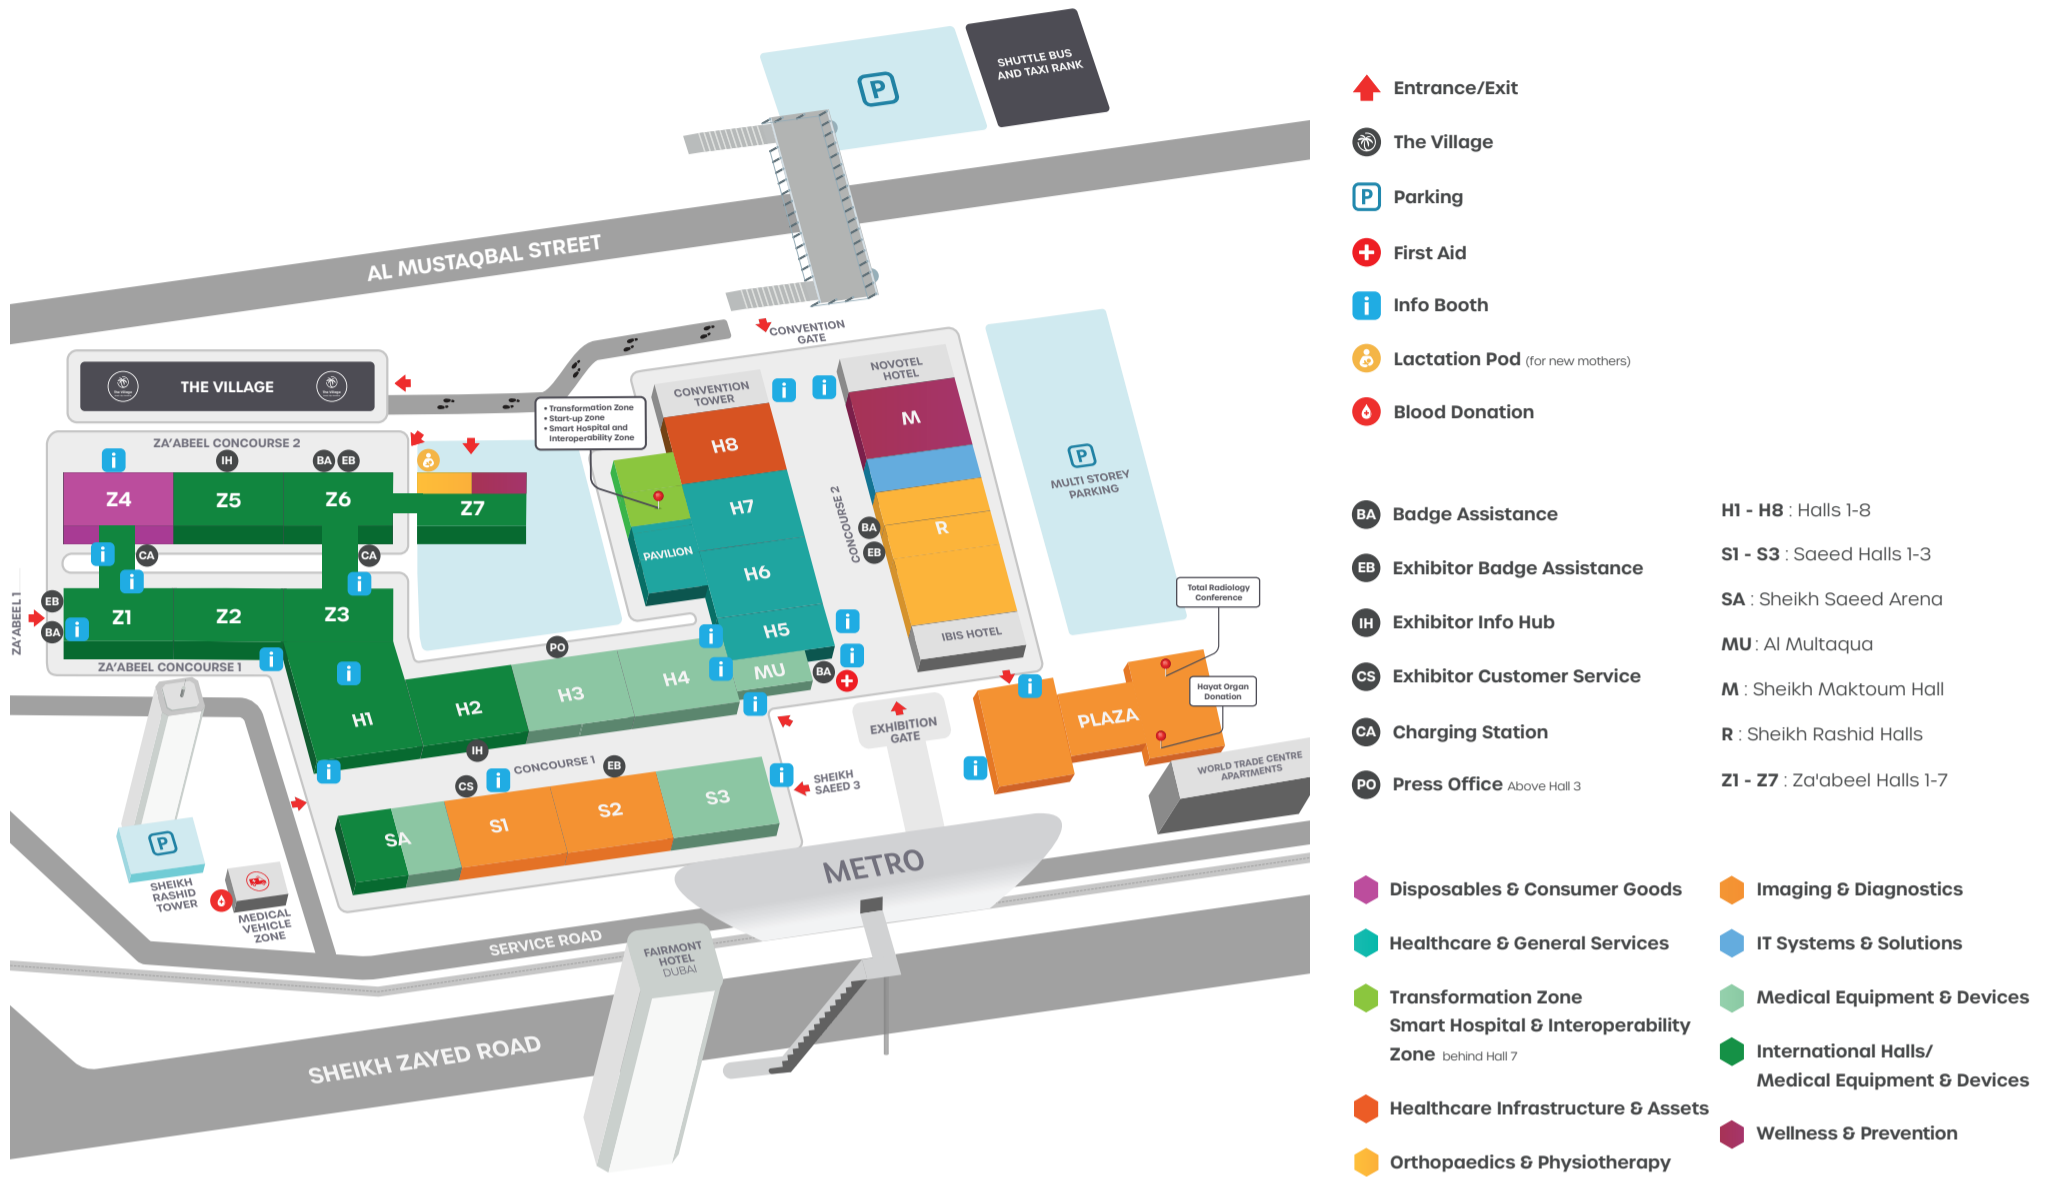 SHUTTLE BUS
AND TAXI RANK
P
AL MUSTAQBAL STREET
CONVENTION
GATE
THE VILLAGE
ZA'ABEEL CONCOURSE 2
i
IH
BA
EB
Z4
Z5
Z6
Z7
CA
CA
i
i
i
ZA'ABEEL 1
EB
BA
i
Z1
Z2
Z3
ZA'ABEEL CONCOURSE 1
i
i
• Transformation Zone
• Start-up Zone
• Smart Hospital and
Interoperability Zone
CONVENTION
TOWER
i
i
H8
H7
PAVILION
H6
H5
NOVOTEL
HOTEL
M
R
IBIS HOTEL
CONCOURSE 2
BA
EB
P
MULTI STOREY
PARKING
PO
i
i
i
i
i
BA
MU
H4
H3
H2
H1
IH
i
CONCOURSE 1
CS
i
EB
i
SHEIKH
SAEED 3
SA
S1
S2
S3
EXHIBITION
GATE
Total Radiology
Conference
Hayat Organ
Donation
i
i
PLAZA
WORLD TRADE CENTRE
APARTMENTS
METRO
P
SHEIKH
RASHID
TOWER
MEDICAL
VEHICLE
ZONE
SERVICE ROAD
FAIRMONT
HOTEL
DUBAI
SHEIKH ZAYED ROAD
Entrance/Exit
The Village
P Parking
First Aid
i Info Booth
Lactation Pod (for new mothers)
Blood Donation
BA Badge Assistance
EB Exhibitor Badge Assistance
IH Exhibitor Info Hub
CS Exhibitor Customer Service
CA Charging Station
PO Press Office Above Hall 3
H1 - H8 : Halls 1-8
S1 - S3 : Saeed Halls 1-3
SA : Sheikh Saeed Arena
MU : Al Multaqua
M : Sheikh Maktoum Hall
R : Sheikh Rashid Halls
Z1 - Z7 : Za'abeel Halls 1-7
Disposables & Consumer Goods
Healthcare & General Services
Transformation Zone
Smart Hospital & Interoperability
Zone behind Hall 7
Healthcare Infrastructure & Assets
Orthopaedics & Physiotherapy
Imaging & Diagnostics
IT Systems & Solutions
Medical Equipment & Devices
International Halls/
Medical Equipment & Devices
Wellness & Prevention